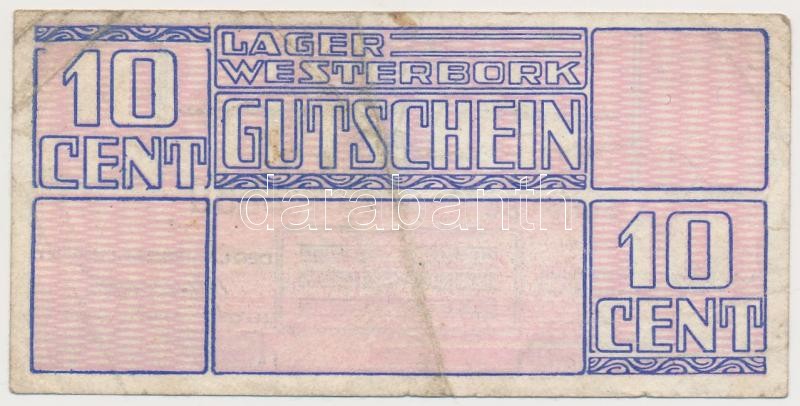 10
CENT
LAGER
WESTERBORK
GUTSCHEIN
darabanth
10
CENT